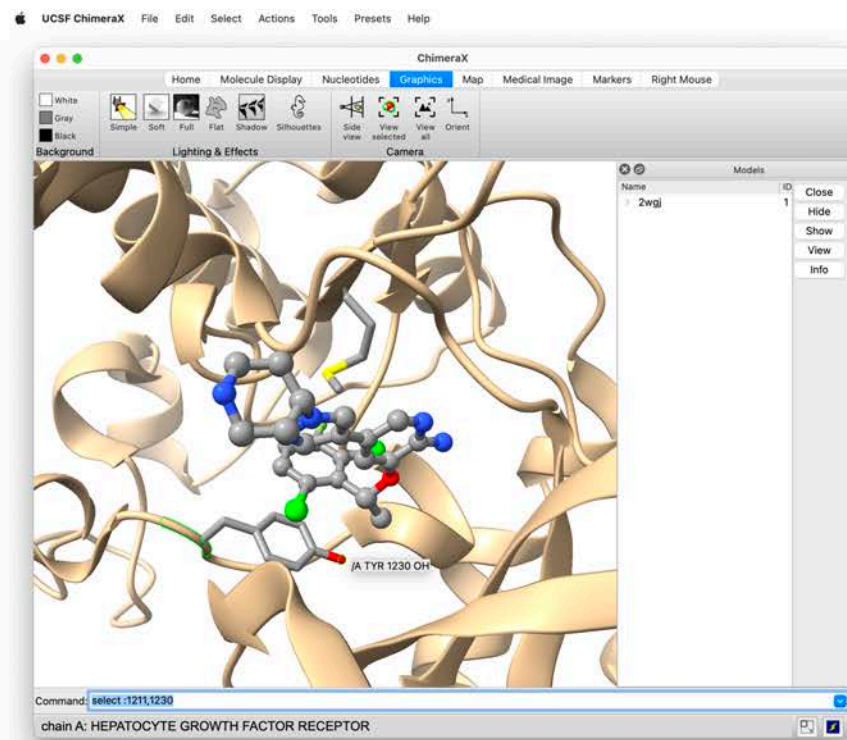 UCSF ChimeraX File Edit Select Actions Tools Presets Help
ChimeraX
Home Molecule Display Nucleotides Graphics Map Medical Image Markers Right Mouse
White
Gray
Black
Simple Soft Full Flat Shadow Silhouettes
Side view View selected View all Orient
Background Lighting & Effects Camera
Models
Name ID
2wgj 1
Close
Hide
Show
View
Info
/A TYR 1230 OH
Command: select :1211,1230
chain A: HEPATOCYTE GROWTH FACTOR RECEPTOR